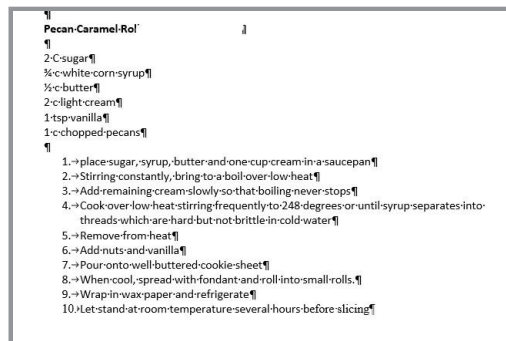 Pecan Caramel Rol
2 C sugar
¾ c white corn syrup
½ c butter
2 c light cream
1 tsp vanilla
1 c chopped pecans
1. place sugar, syrup, butter and one cup cream in a saucepan
2. Stirring constantly, bring to a boil over low heat
3. Add remaining cream slowly so that boiling never stops
4. Cook over low heat stirring frequently to 248 degrees or until syrup separates into
threads which are hard but not brittle in cold water
5. Remove from heat
6. Add nuts and vanilla
7. Pour onto well buttered cookie sheet
8. When cool, spread with fondant and roll into small rolls.
9. Wrap in wax paper and refrigerate
10. Let stand at room temperature several hours before slicing